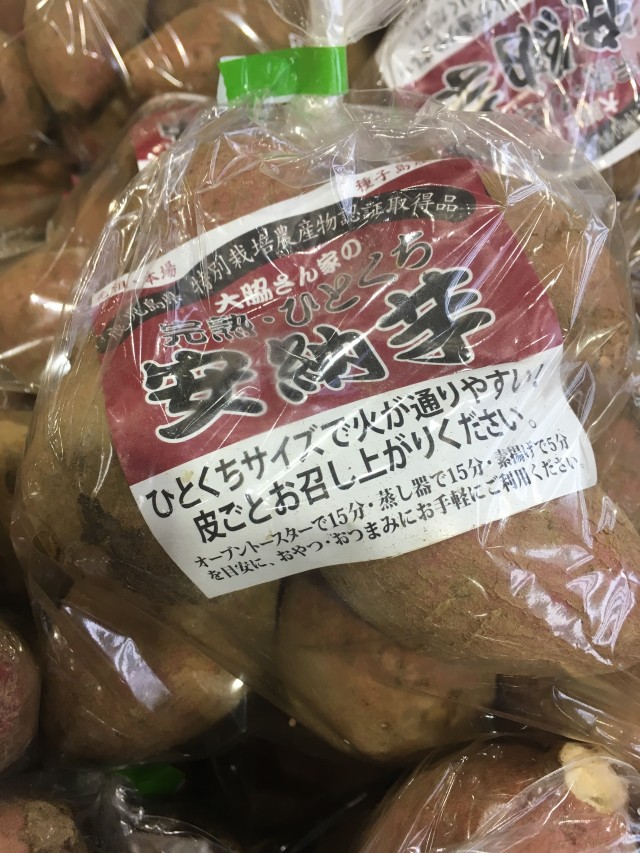 種子島
特別栽培農産物認証取得品
大脇さん家の
完熟・ひとくち
安納芋
ひとくちサイズで火が通りやすい！
皮ごとお召し上がりください。
オーブントースターで15分・蒸し器で15分・素揚げで5分
を目安に、おやつ・おつまみにお手軽にご利用ください。